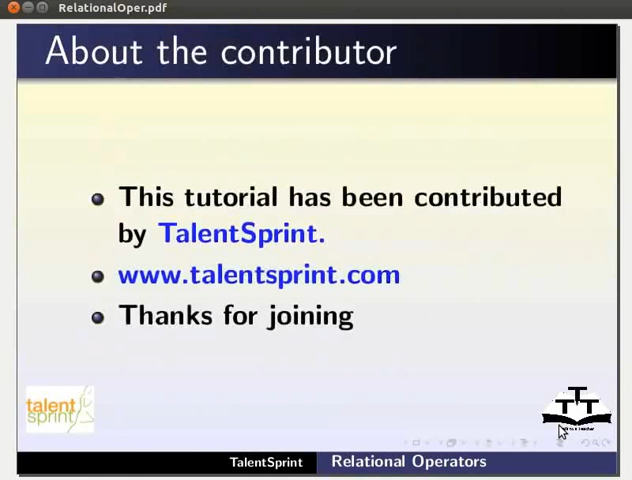 RelationalOper.pdf
About the contributor
This tutorial has been contributed
by TalentSprint.
www.talentsprint.com
Thanks for joining
talent
sprint
TTT
TalentSprint Relational Operators